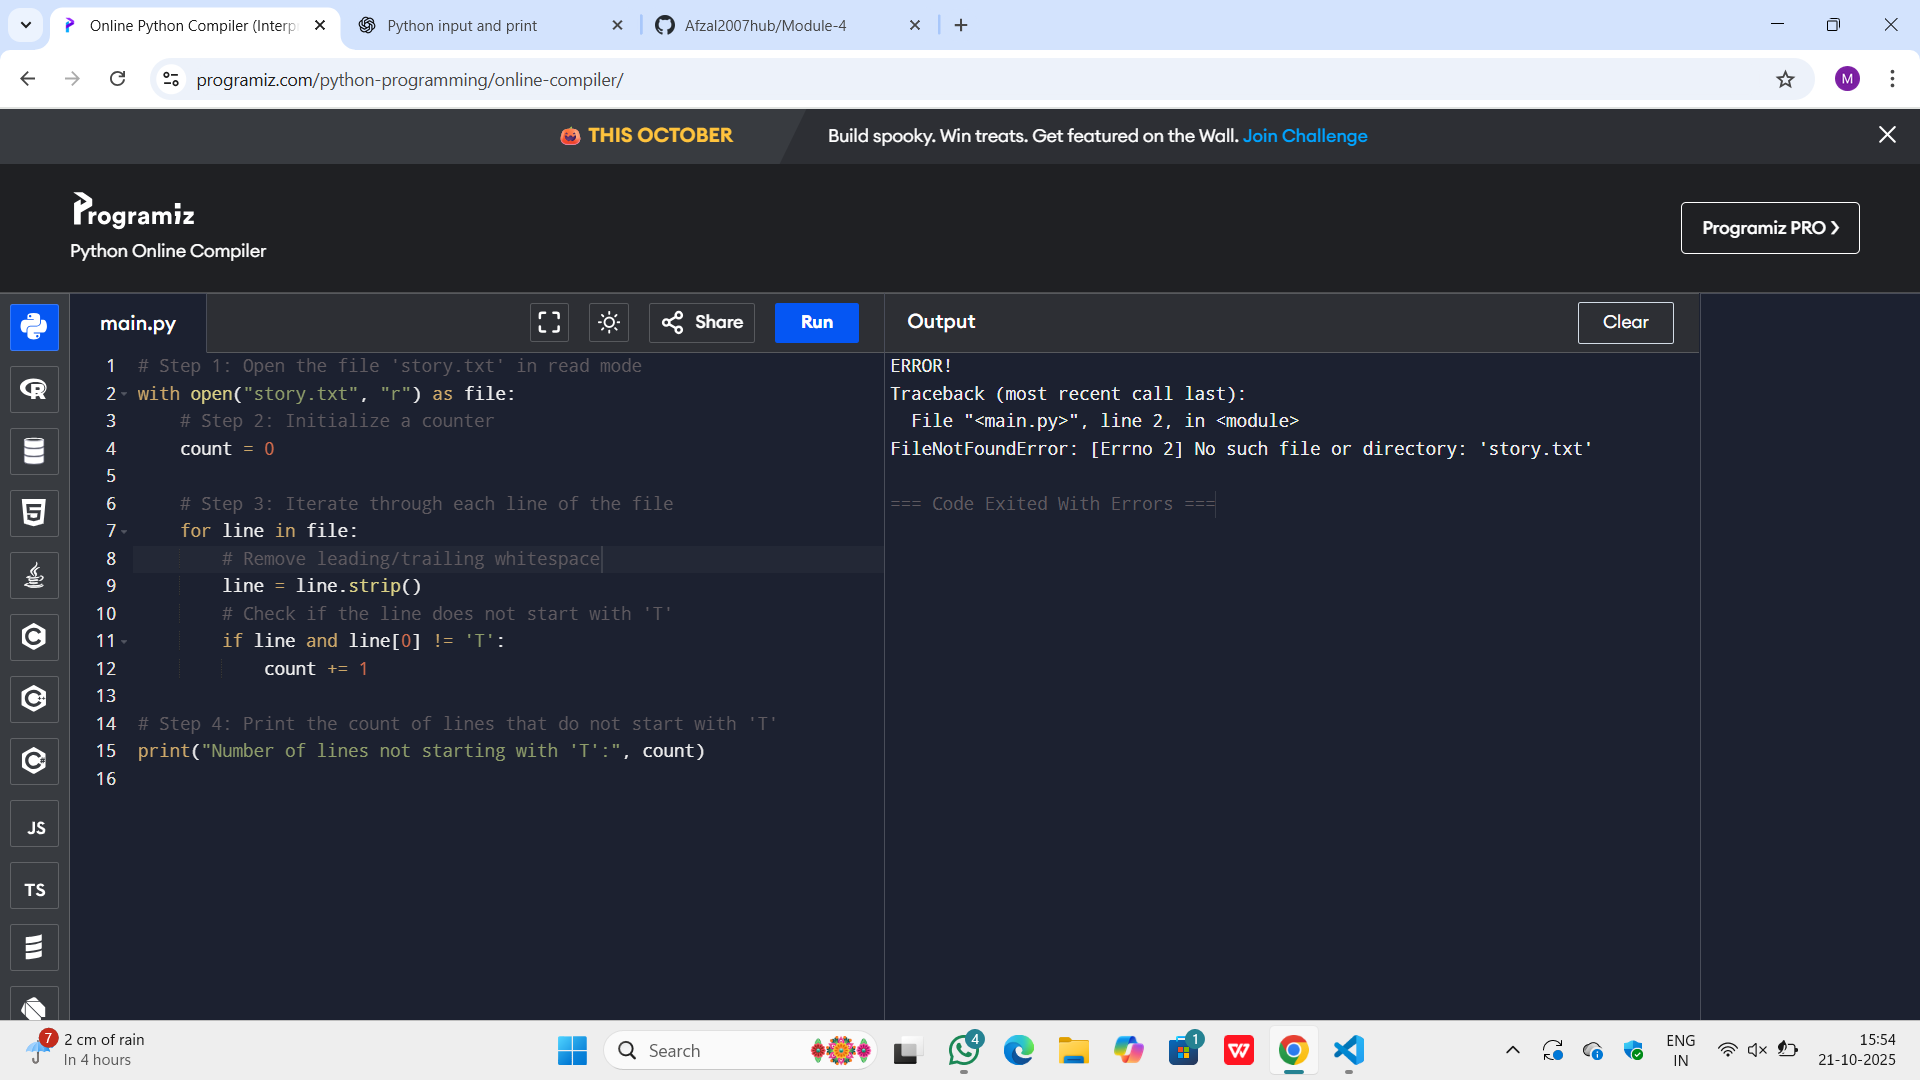 Online Python Compiler (Interp
Python input and print
Afzal2007hub/Module-4
programiz.com/python-programming/online-compiler/
M
THIS OCTOBER
Build spooky. Win treats. Get featured on the Wall. Join Challenge
Programiz
Python Online Compiler
Programiz PRO ❯
main.py
Share
Run
Output
Clear
1 # Step 1: Open the file 'story.txt' in read mode
2 with open("story.txt", "r") as file:
3 # Step 2: Initialize a counter
4 count = 0
5
6 # Step 3: Iterate through each line of the file
7 for line in file:
8 # Remove leading/trailing whitespace
9 line = line.strip()
10 # Check if the line does not start with 'T'
11 if line and line[0] != 'T':
12 count += 1
13
14 # Step 4: Print the count of lines that do not start with 'T'
15 print("Number of lines not starting with 'T':", count)
16
ERROR!
Traceback (most recent call last):
File "<main.py>", line 2, in <module>
FileNotFoundError: [Errno 2] No such file or directory: 'story.txt'
=== Code Exited With Errors ===
R
5
C
C
C
JS
TS
7
2 cm of rain
In 4 hours
Search
4
1
W
ENG
IN
15:54
21-10-2025